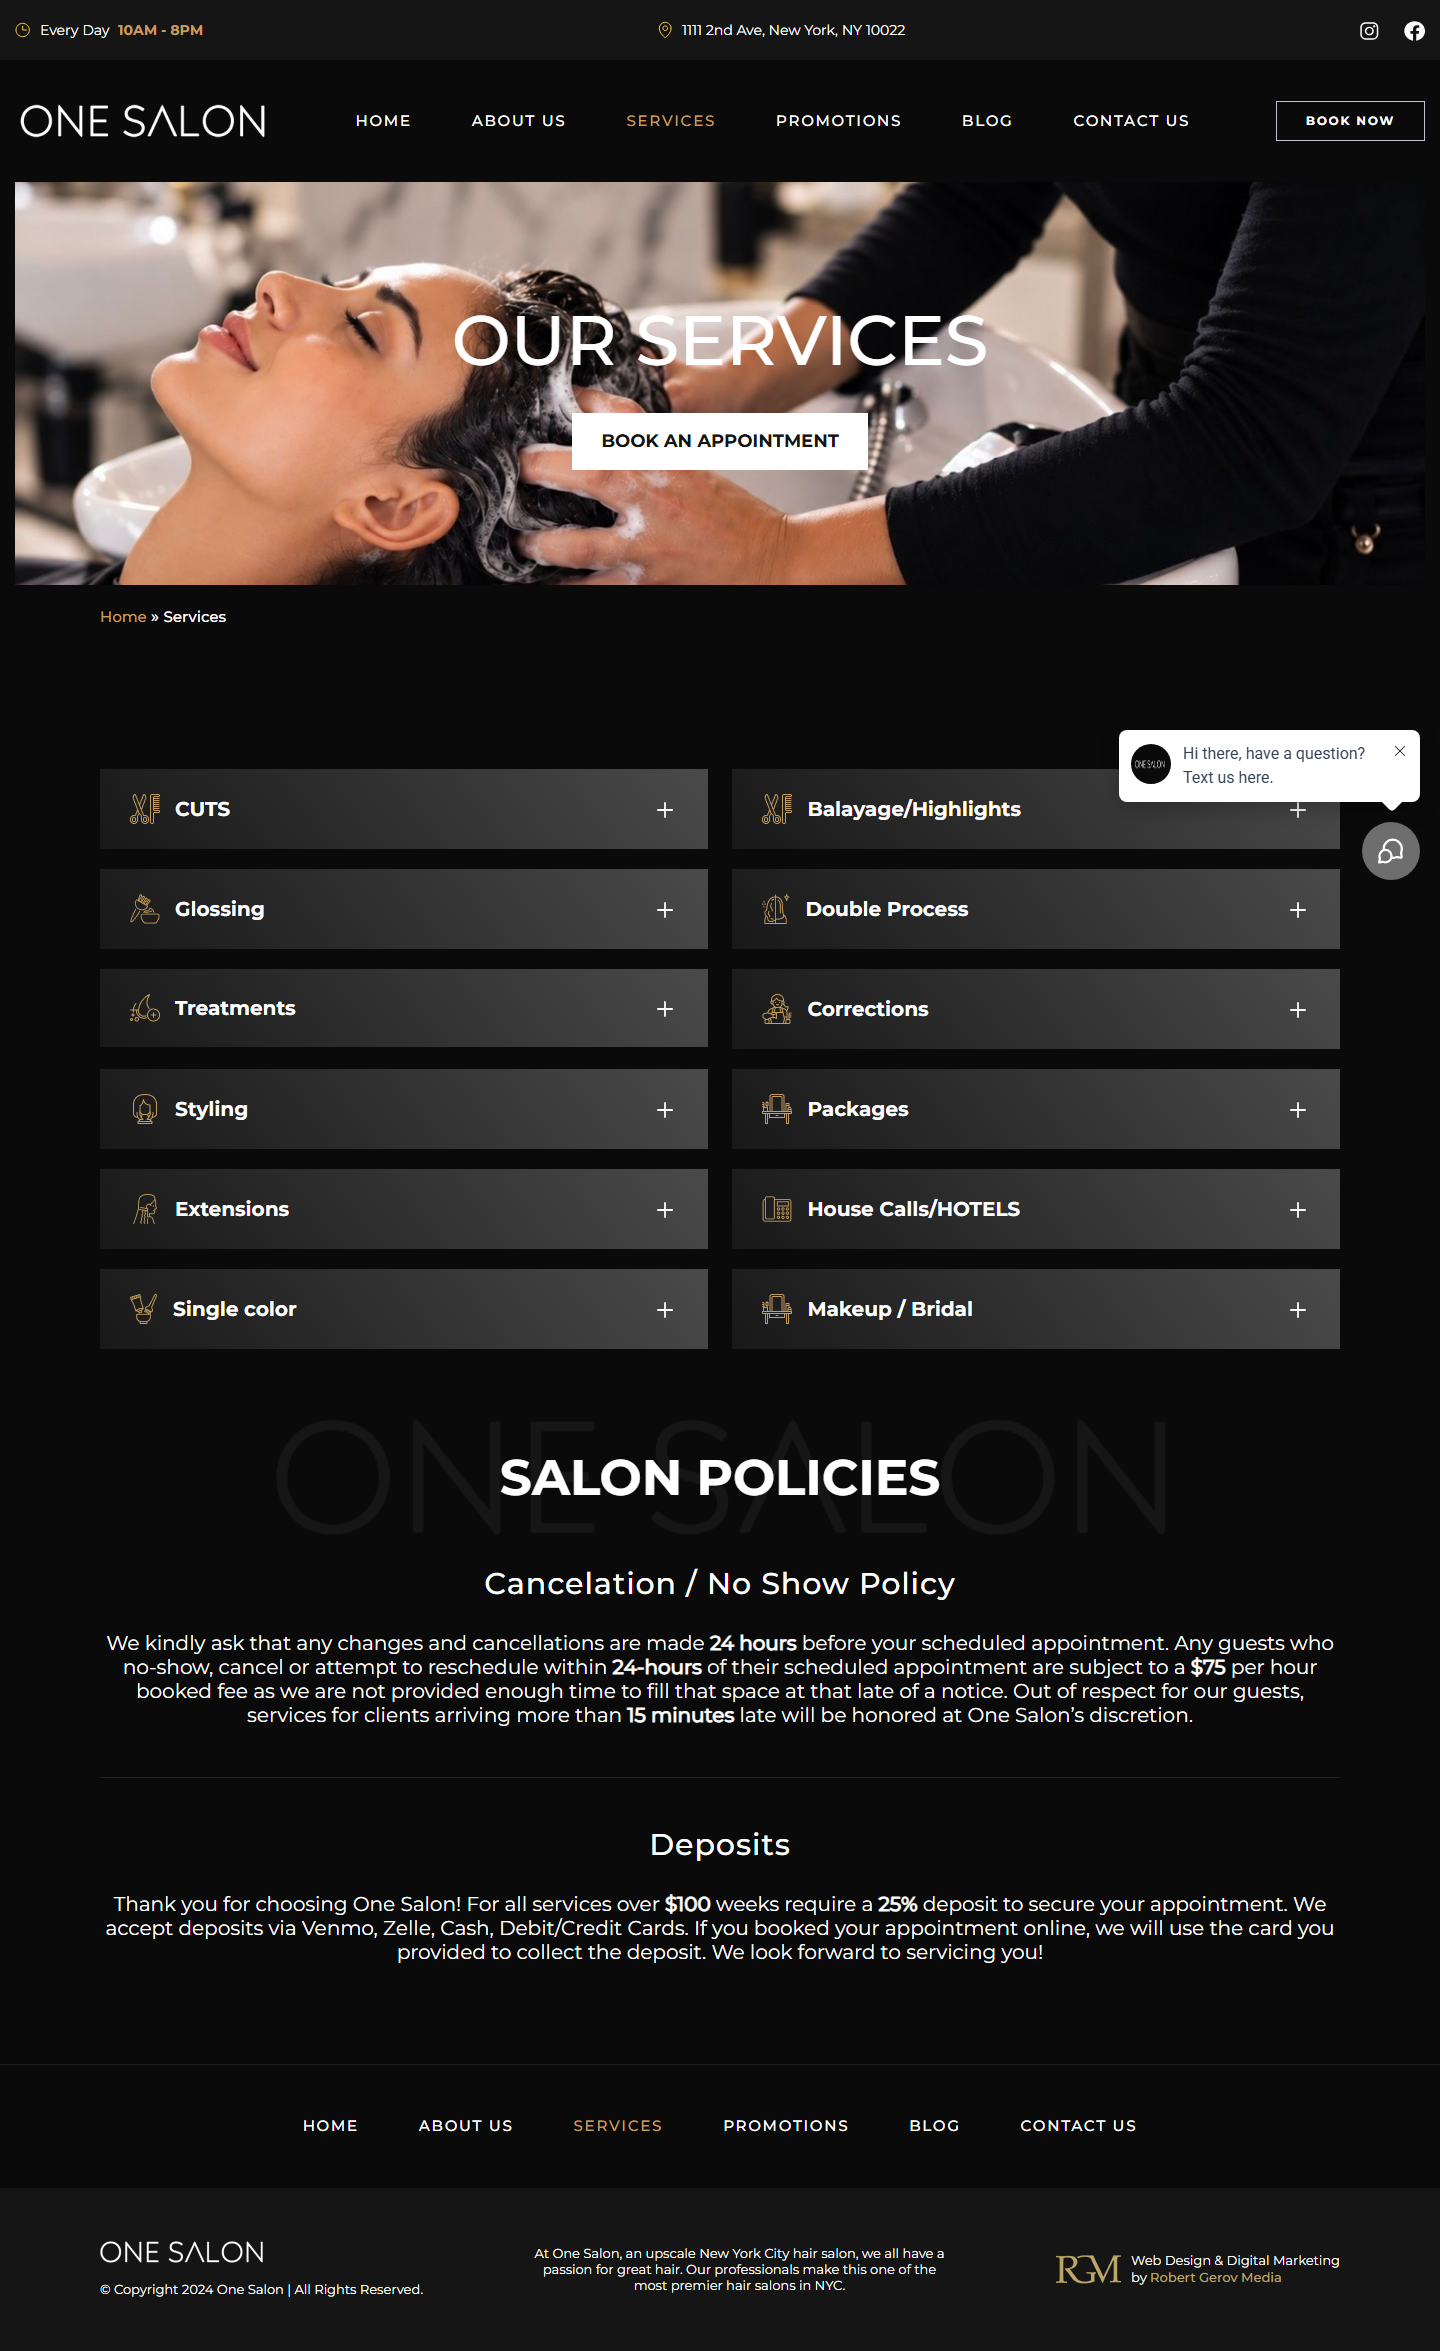 Every Day 10AM - 8PM
1111 2nd Ave, New York, NY 10022
ONE SALON
HOME
ABOUT US
SERVICES
PROMOTIONS
BLOG
CONTACT US
BOOK NOW
OUR SERVICES
BOOK AN APPOINTMENT
Home » Services
ONE SALON
Hi there, have a question?
Text us here.
CUTS
Balayage/Highlights
Glossing
Double Process
Treatments
Corrections
Styling
Packages
Extensions
House Calls/HOTELS
Single color
Makeup / Bridal
ONE SALON
SALON POLICIES
Cancelation / No Show Policy
We kindly ask that any changes and cancellations are made 24 hours before your scheduled appointment. Any guests who
no-show, cancel or attempt to reschedule within 24-hours of their scheduled appointment are subject to a $75 per hour
booked fee as we are not provided enough time to fill that space at that late of a notice. Out of respect for our guests,
services for clients arriving more than 15 minutes late will be honored at One Salon’s discretion.
Deposits
Thank you for choosing One Salon! For all services over $100 weeks require a 25% deposit to secure your appointment. We
accept deposits via Venmo, Zelle, Cash, Debit/Credit Cards. If you booked your appointment online, we will use the card you
provided to collect the deposit. We look forward to servicing you!
HOME
ABOUT US
SERVICES
PROMOTIONS
BLOG
CONTACT US
ONE SALON
© Copyright 2024 One Salon | All Rights Reserved.
At One Salon, an upscale New York City hair salon, we all have a
passion for great hair. Our professionals make this one of the
most premier hair salons in NYC.
RGM
Web Design & Digital Marketing
by Robert Gerov Media